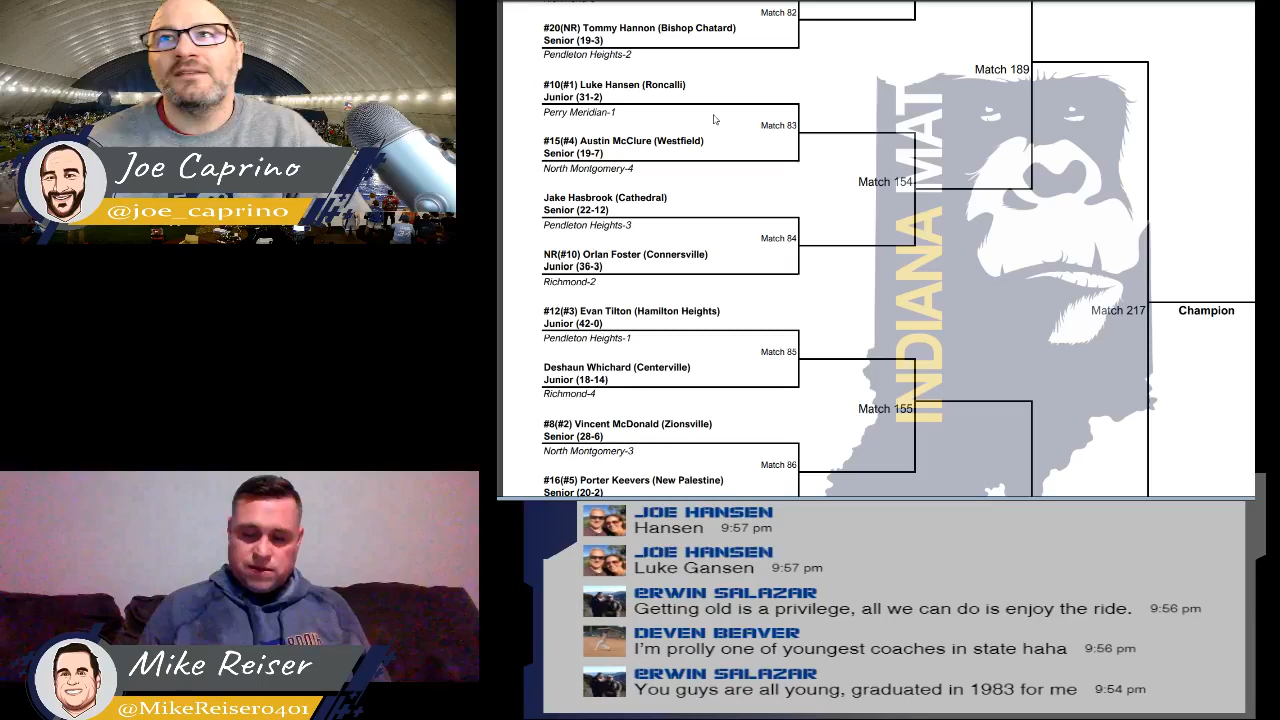 Joe Caprino
@joe_caprino
Match 82
#20(NR) Tommy Hannon (Bishop Chatard)
Senior (19-3)
Pendleton Heights-2
Match 189
#10(#1) Luke Hansen (Roncalli)
Junior (31-2)
Perry Meridian-1
Match 83
#15(#4) Austin McClure (Westfield)
Senior (19-7)
North Montgomery-4
Match 154
Jake Hasbrook (Cathedral)
Senior (22-12)
Pendleton Heights-3
Match 84
NR(#10) Orlan Foster (Connersville)
Junior (36-3)
Richmond-2
#12(#3) Evan Tilton (Hamilton Heights)
Junior (42-0)
Pendleton Heights-1
Match 217
Champion
Match 85
Deshaun Whichard (Centerville)
Junior (18-14)
Richmond-4
Match 155
#8(#2) Vincent McDonald (Zionsville)
Senior (28-6)
North Montgomery-3
Match 86
#16(#5) Porter Keevers (New Palestine)
Senior (20-2)
INDIANA MAT
JOE HANSEN
Hansen 9:57 pm
JOE HANSEN
Luke Gansen 9:57 pm
ERWIN SALAZAR
Getting old is a privilege, all we can do is enjoy the ride. 9:56 pm
DEVEN BEAVER
I'm prolly one of youngest coaches in state haha 9:56 pm
ERWIN SALAZAR
You guys are all young, graduated in 1983 for me 9:54 pm
Mike Reiser
@MikeReiser0401